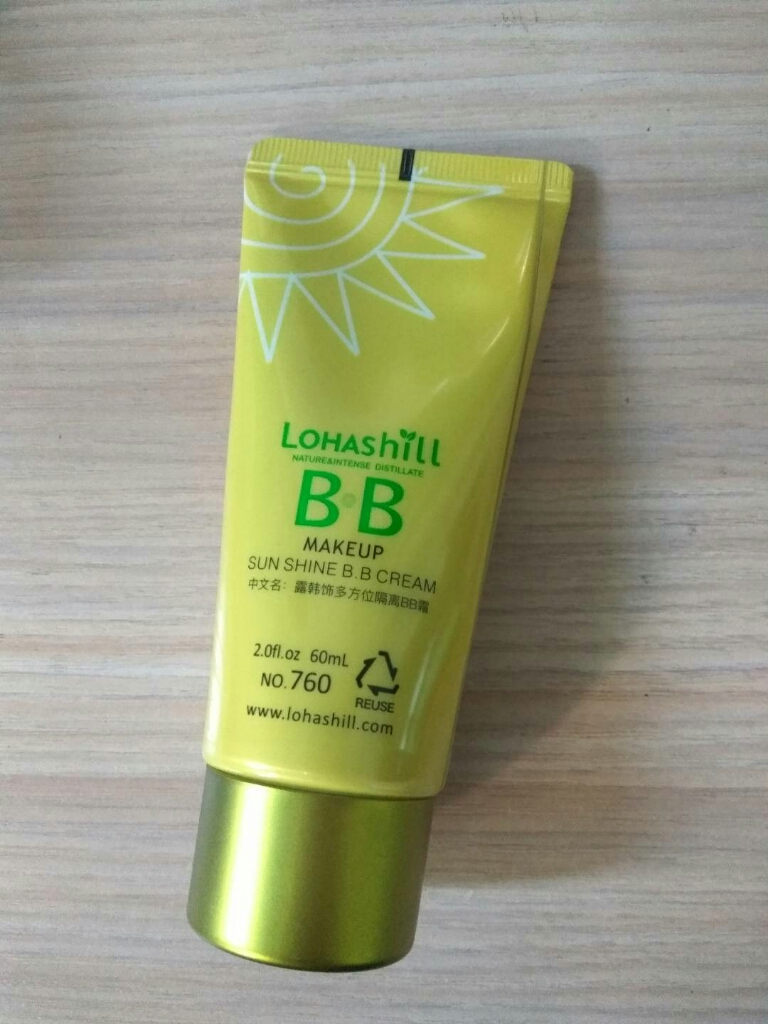 LOHAShill
NATURE&INTENSE DISTILLATE
B B
MAKEUP
SUN SHINE B.B CREAM
中文名：露韩饰多方位隔离BB霜
2.0fl.oz 60mL
NO.760
REUSE
www.lohashill.com